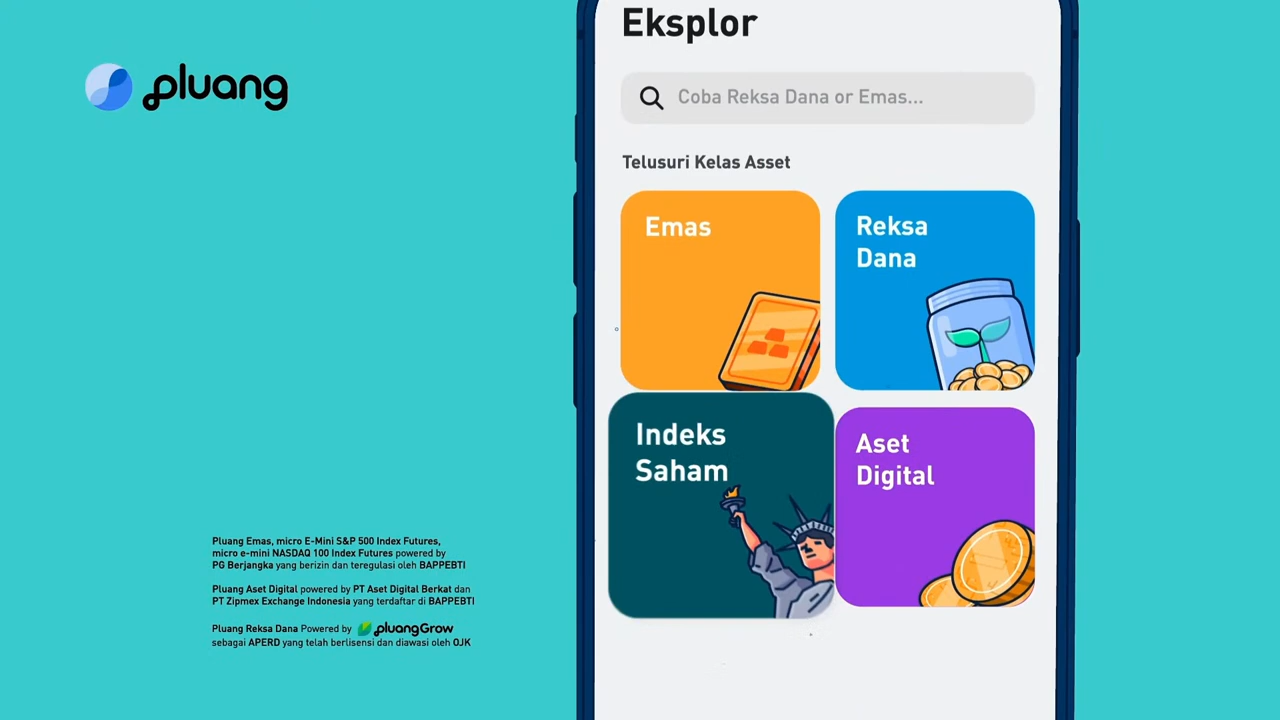 pluang
Eksplor
Coba Reksa Dana or Emas...
Telusuri Kelas Asset
Emas
Reksa
Dana
Indeks
Saham
Aset
Digital
Pluang Emas, micro E-Mini S&P 500 Index Futures,
micro e-mini NASDAQ 100 Index Futures powered by
PG Berjangka yang berizin dan teregulasi oleh BAPPEBTI
Pluang Aset Digital powered by PT Aset Digital Berkat dan
PT Zipmex Exchange Indonesia yang terdaftar di BAPPEBTI
Pluang Reksa Dana Powered by pluangGrow
sebagai APERD yang telah berlisensi dan diawasi oleh OJK